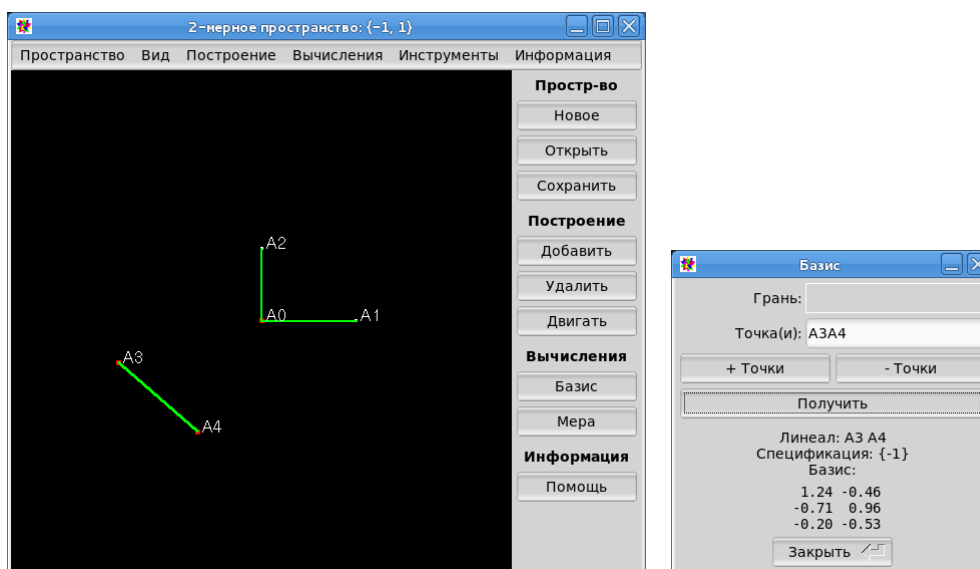 2-мерное пространство: {-1, 1}
Пространство Вид Построение Вычисления Инструменты Информация
A2
A0
A1
A3
A4
Простр-во
Новое
Открыть
Сохранить
Построение
Добавить
Удалить
Двигать
Вычисления
Базис
Мера
Информация
Помощь
Базис
Грань:
Точка(и): A3A4
+ Точки - Точки
Получить
Линеал: A3 A4
Спецификация: {-1}
Базис:
1.24 -0.46
-0.71 0.96
-0.20 -0.53
Закрыть